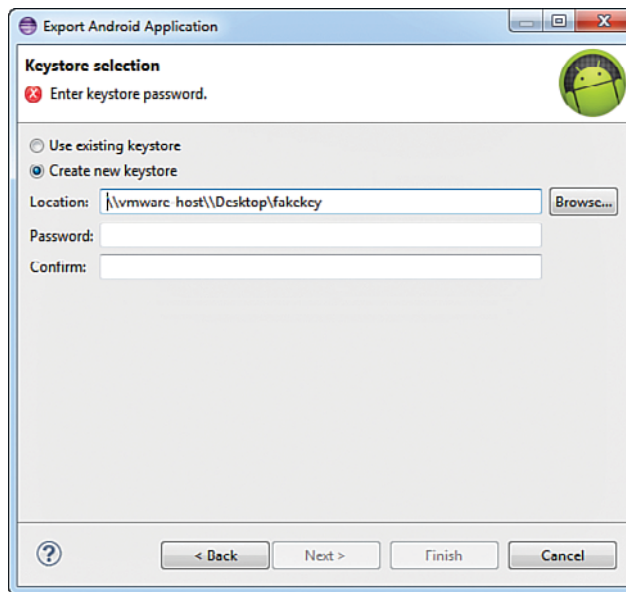 Export Android Application
Keystore selection
Enter keystore password.
Use existing keystore
Create new keystore
Location: \\vmware-host\\Desktop\fakekey Browse...
Password:
Confirm:
< Back Next > Finish Cancel